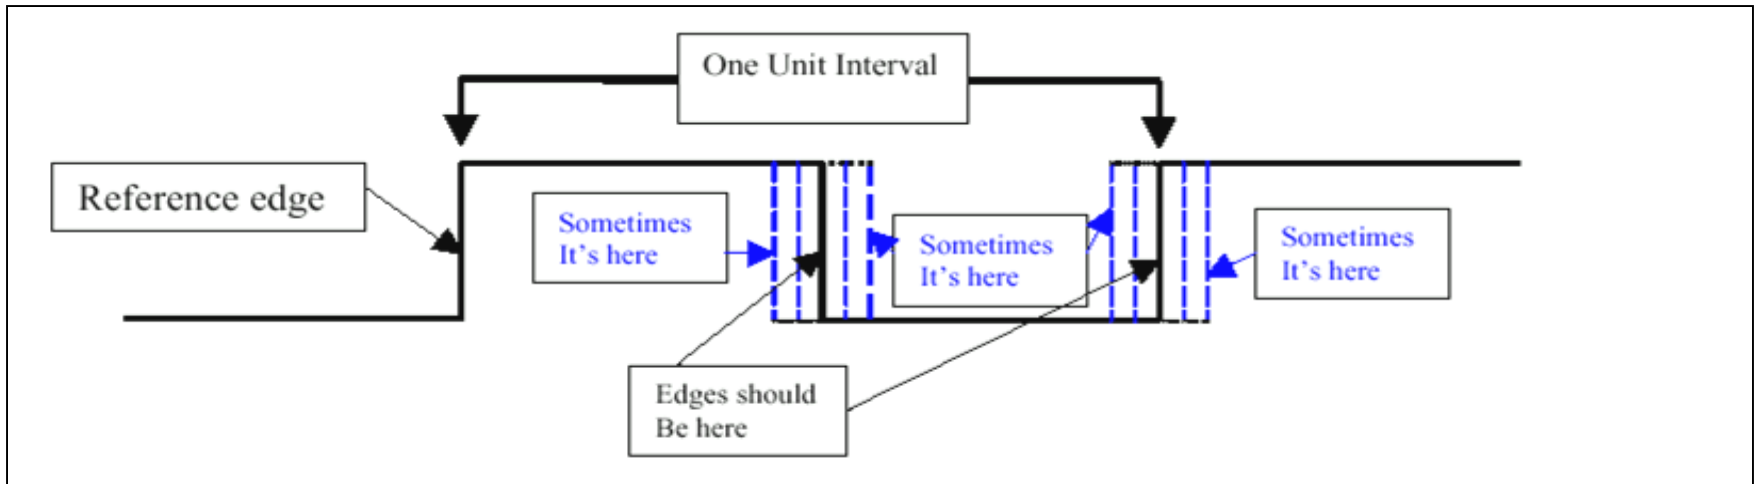 One Unit Interval
Reference edge
Sometimes
It's here
Sometimes
It's here
Sometimes
It's here
Edges should
Be here